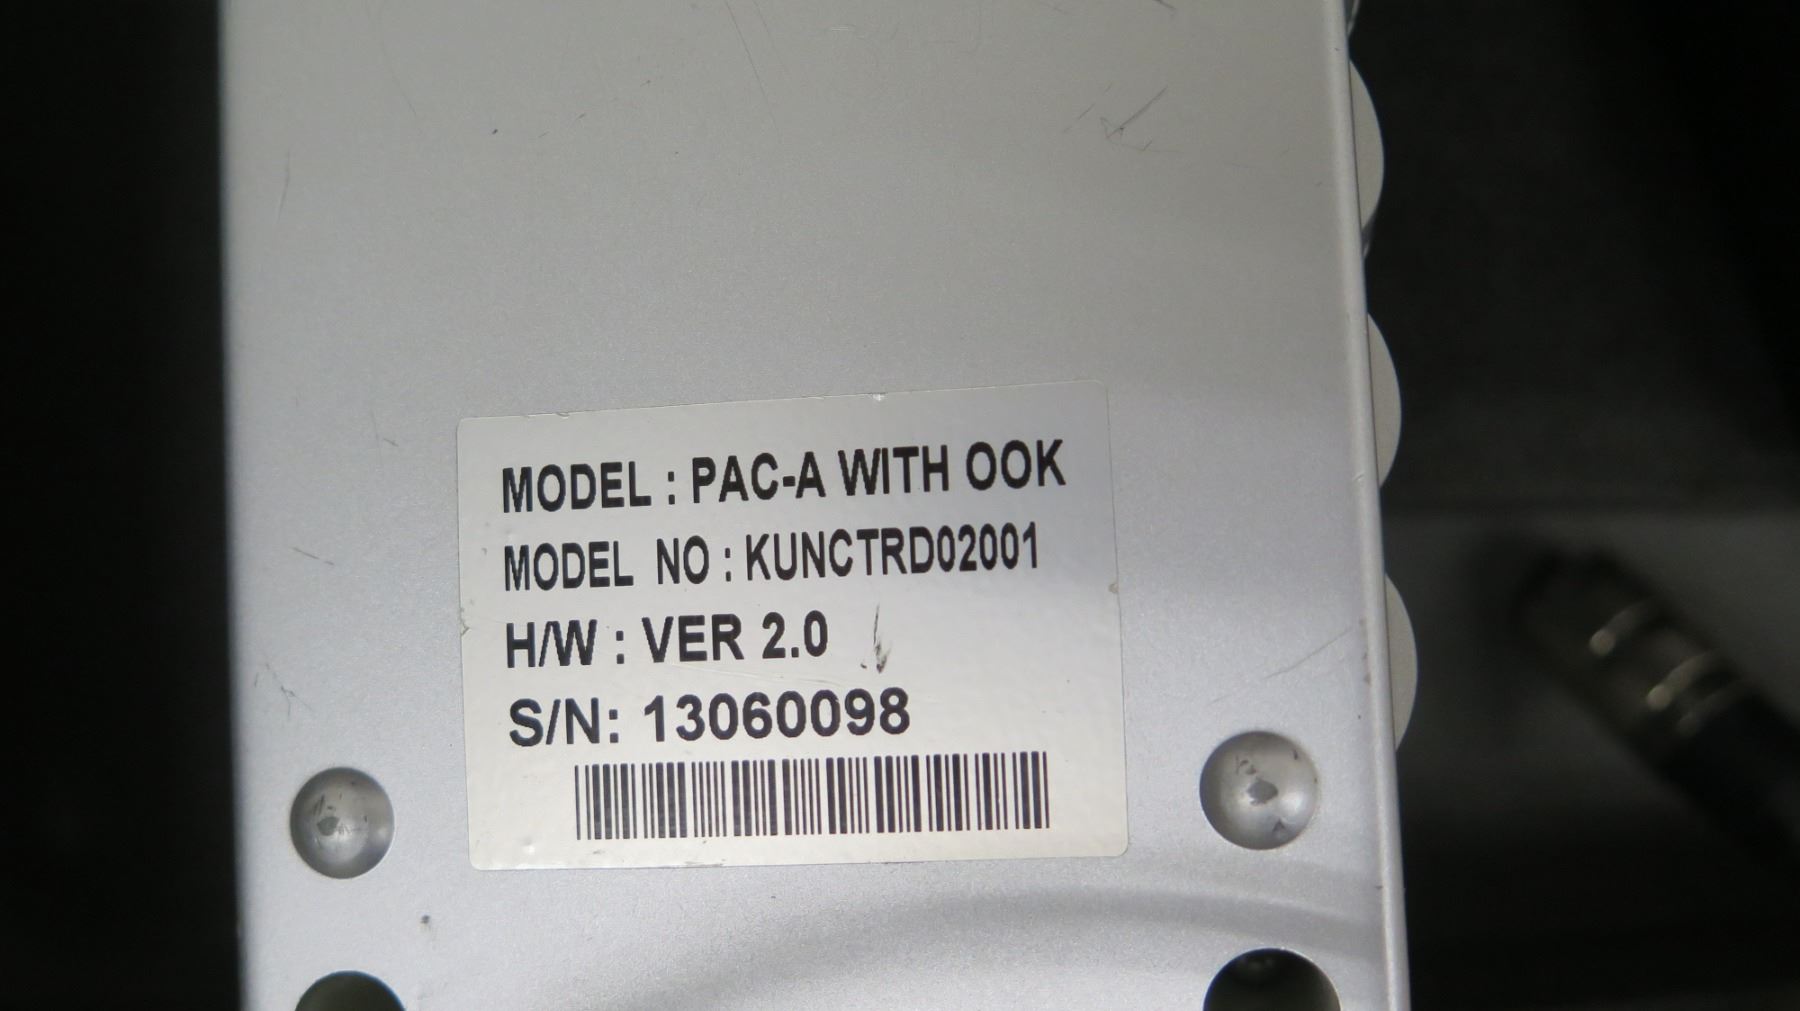 MODEL : PAC-A WITH OOK
MODEL NO : KUNCTRD02001
H/W : VER 2.0
S/N: 13060098